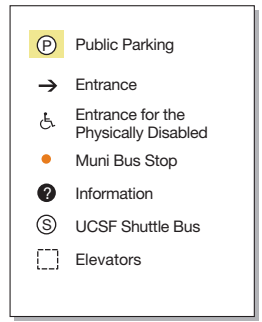 P Public Parking
Entrance
Entrance for the
Physically Disabled
Muni Bus Stop
? Information
S UCSF Shuttle Bus
Elevators